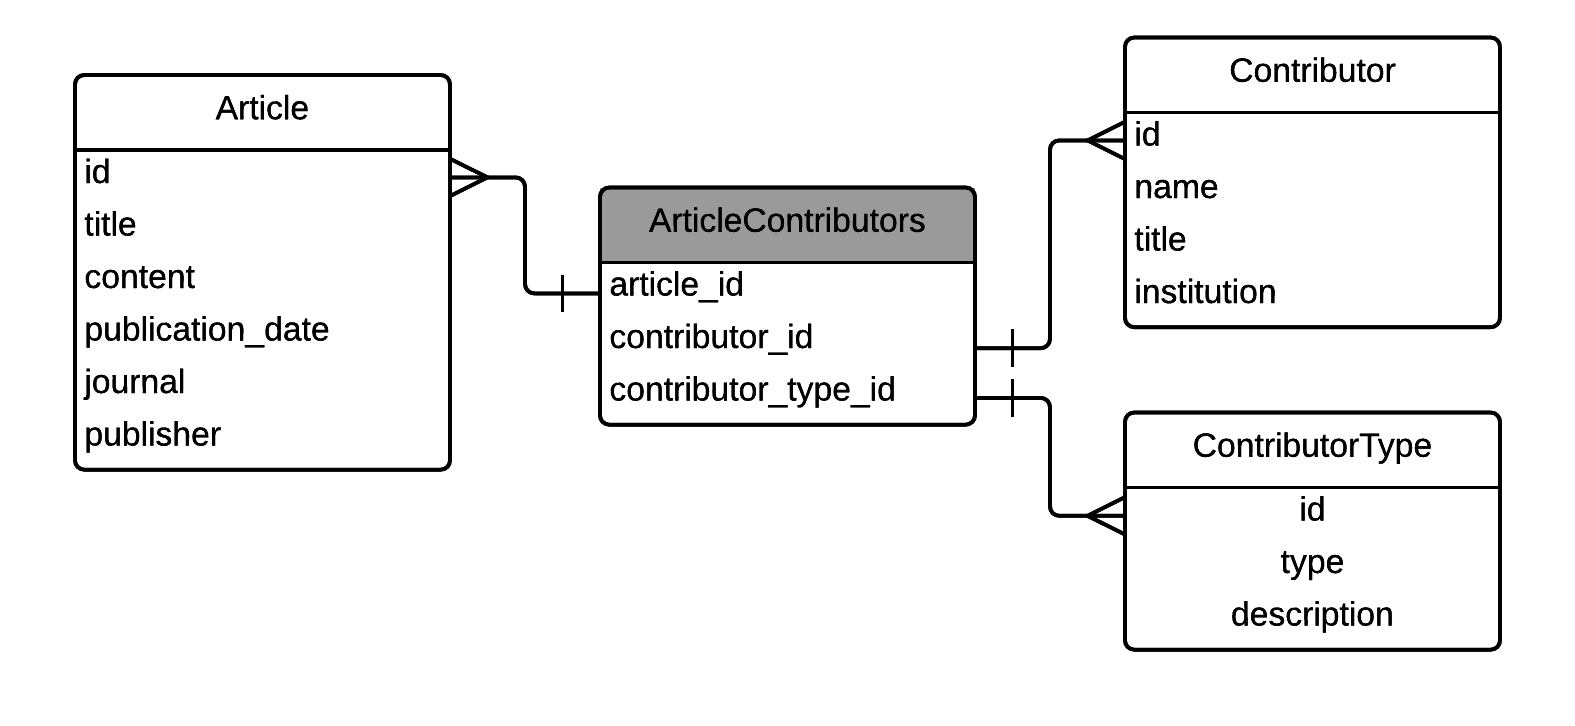 Article
id
title
content
publication_date
journal
publisher
ArticleContributors
article_id
contributor_id
contributor_type_id
Contributor
id
name
title
institution
ContributorType
id
type
description